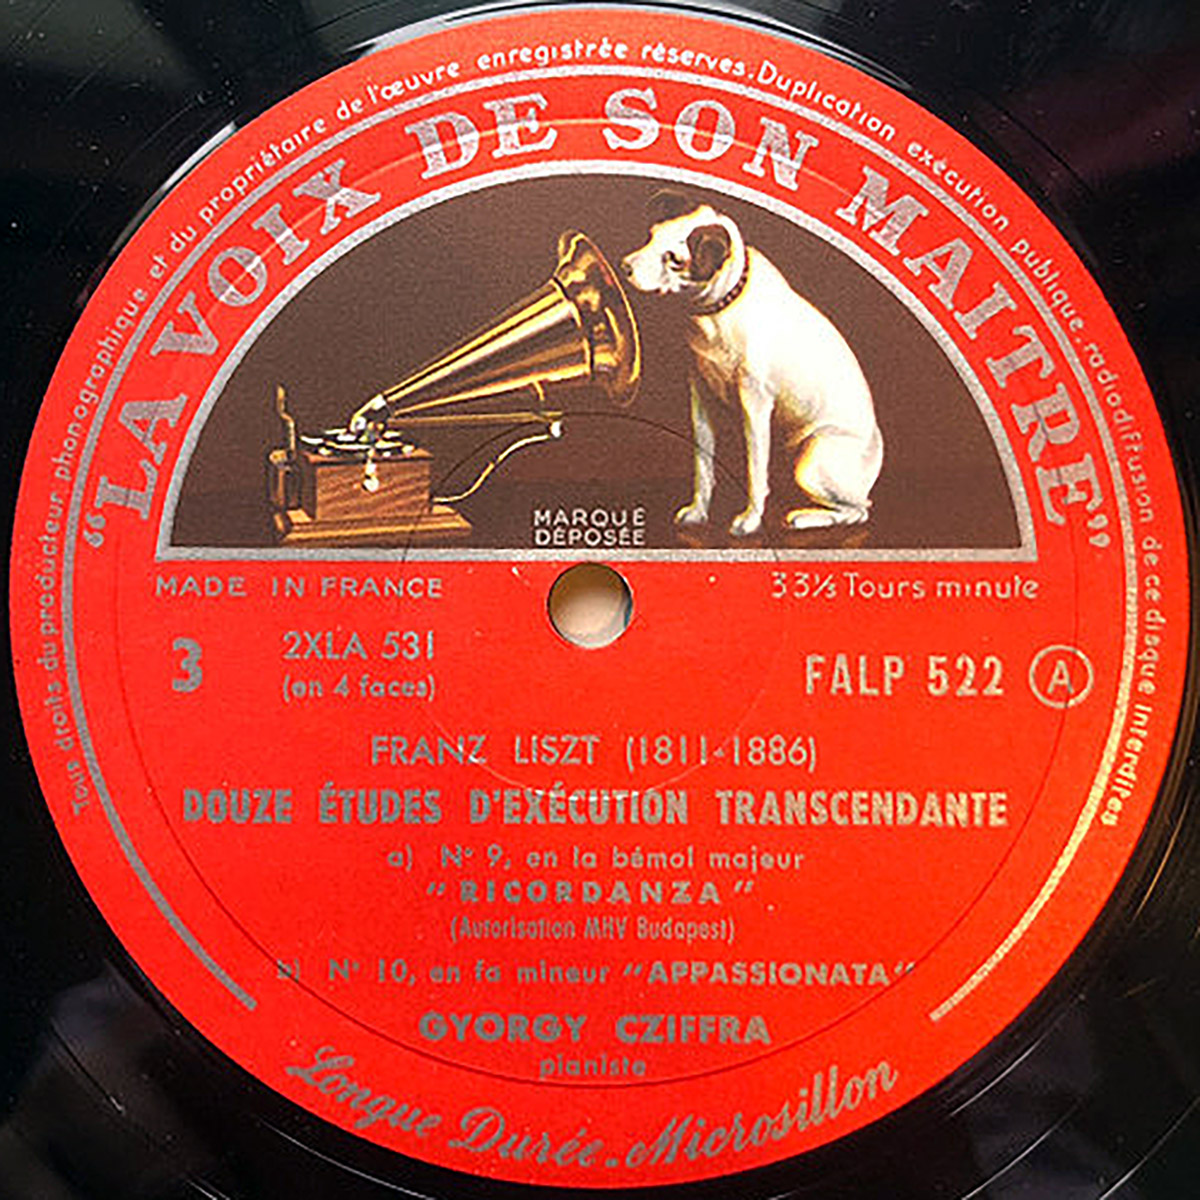 Tous droits du producteur phonographique et du propriétaire de l'œuvre enregistrée réservés. Duplication exécution publique. radiodiffusion de ce disque interdites
"LA VOIX DE SON MAITRE"
MARQUE
DÉPOSÉE
MADE IN FRANCE
33⅓ Tours minute
3
2XLA 531
(en 4 faces)
FALP 522 A
FRANZ LISZT (1811-1886)
DOUZE ÉTUDES D'EXÉCUTION TRANSCENDANTE
a) N° 9, en la bémol majeur
"RICORDANZA"
(Autorisation MHV Budapest)
b) N° 10, en fa mineur "APPASSIONATA"
GYORGY CZIFFRA
pianiste
Longue Durée. Microsillon